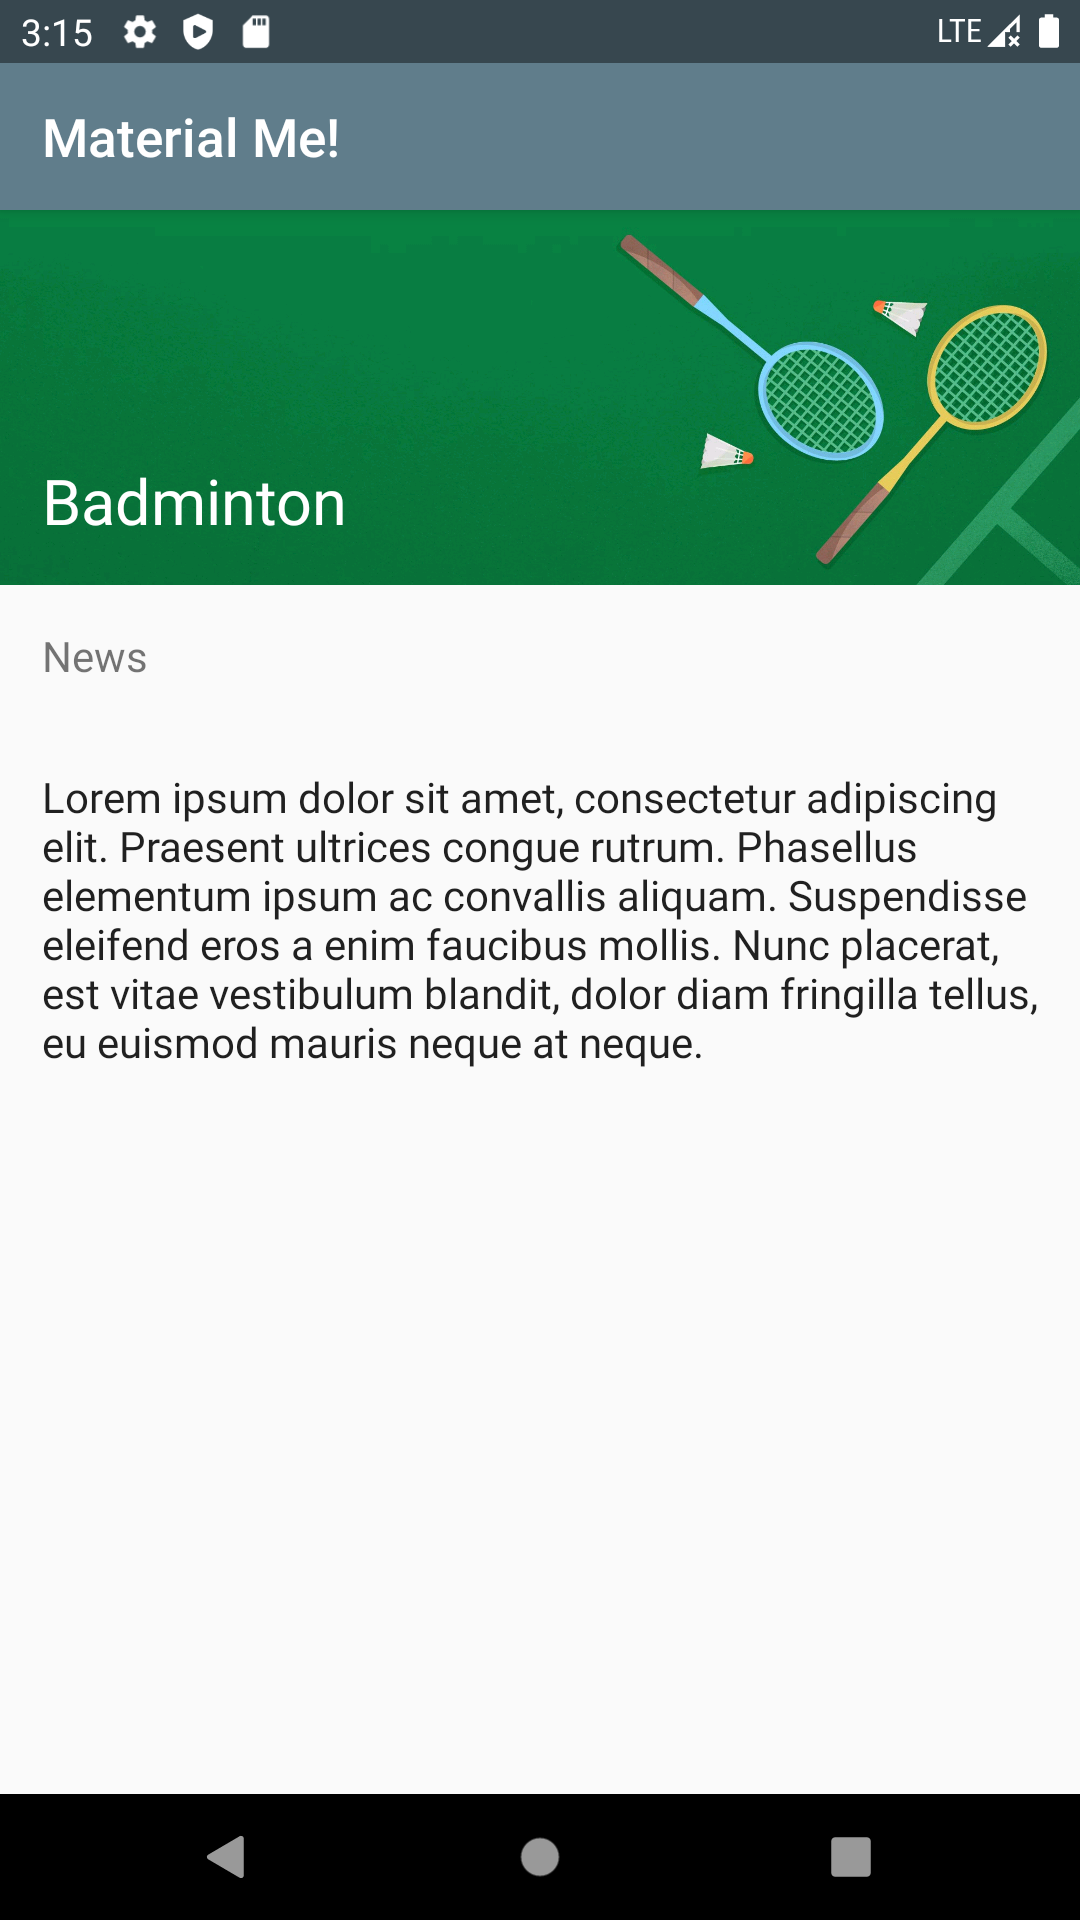 3:15 LTE
Material Me!
Badminton
News
Lorem ipsum dolor sit amet, consectetur adipiscing
elit. Praesent ultrices congue rutrum. Phasellus
elementum ipsum ac convallis aliquam. Suspendisse
eleifend eros a enim faucibus mollis. Nunc placerat,
est vitae vestibulum blandit, dolor diam fringilla tellus,
eu euismod mauris neque at neque.